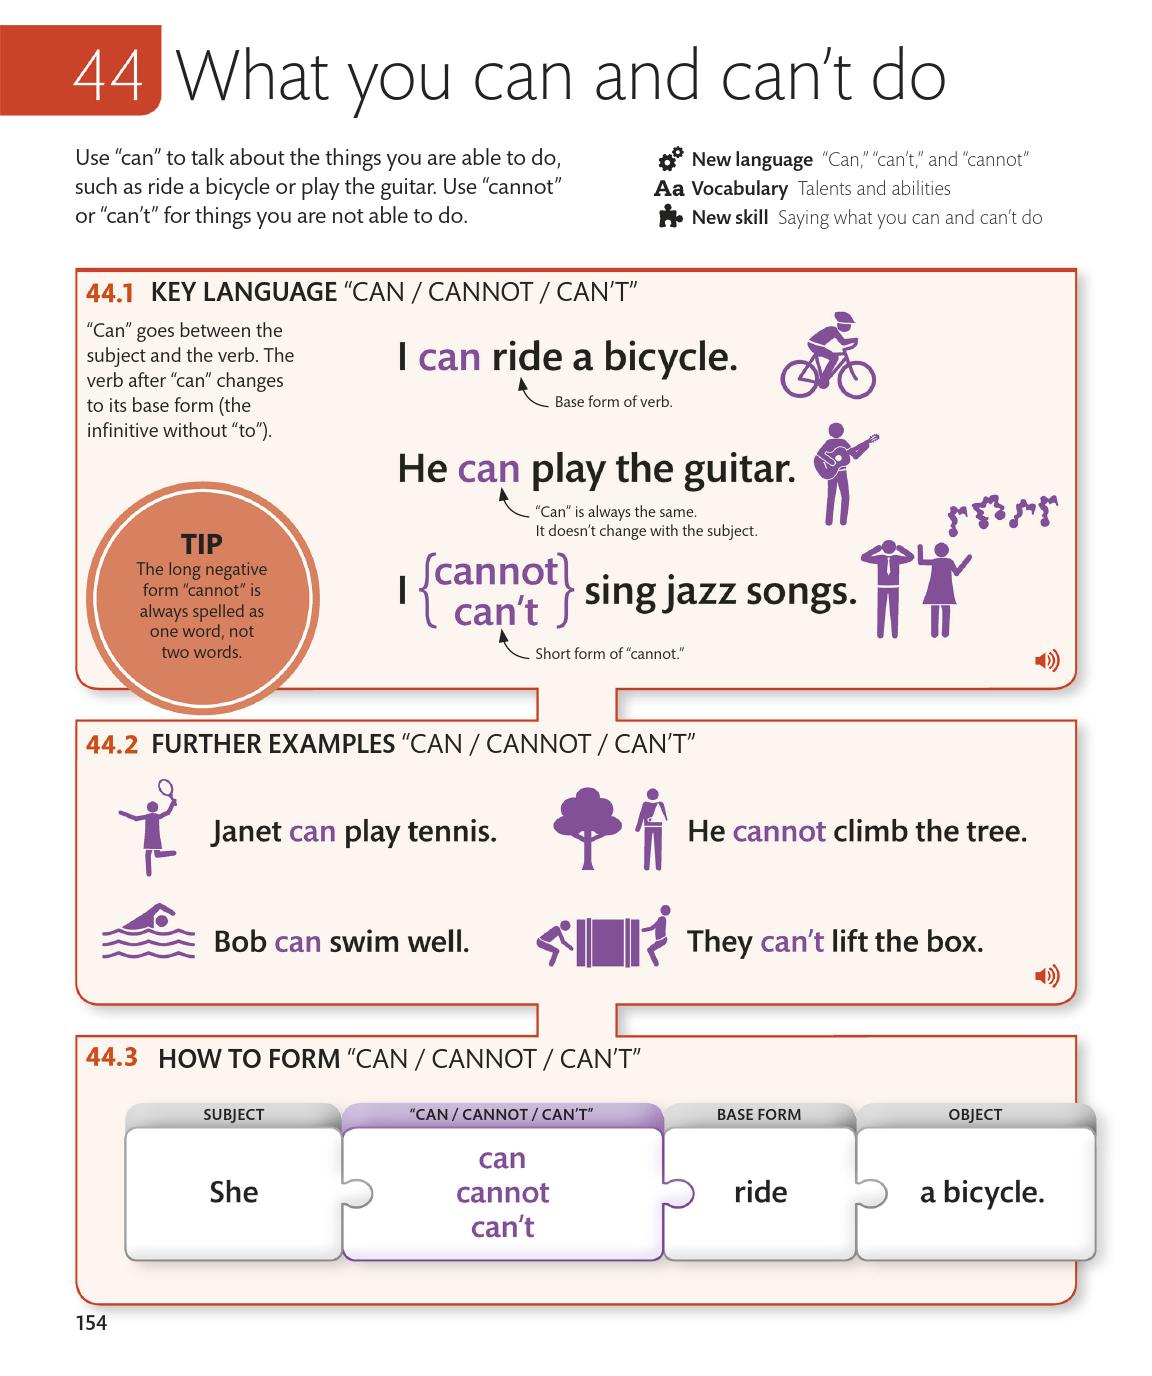 44 What you can and can’t do
Use “can” to talk about the things you are able to do,
such as ride a bicycle or play the guitar. Use “cannot”
or “can’t” for things you are not able to do.
New language “Can,” “can’t,” and “cannot”
Aa Vocabulary Talents and abilities
New skill Saying what you can and can’t do
44.1 KEY LANGUAGE “CAN / CANNOT / CAN’T”
“Can” goes between the
subject and the verb. The
verb after “can” changes
to its base form (the
infinitive without “to”).
TIP
The long negative
form “cannot” is
always spelled as
one word, not
two words.
I can ride a bicycle.
Base form of verb.
He can play the guitar.
“Can” is always the same.
It doesn’t change with the subject.
I {cannot
can’t} sing jazz songs.
Short form of “cannot.”
44.2 FURTHER EXAMPLES “CAN / CANNOT / CAN’T”
Janet can play tennis.
He cannot climb the tree.
Bob can swim well.
They can’t lift the box.
44.3 HOW TO FORM “CAN / CANNOT / CAN’T”
SUBJECT
“CAN / CANNOT / CAN’T”
BASE FORM
OBJECT
She
can
cannot
can’t
ride
a bicycle.
154